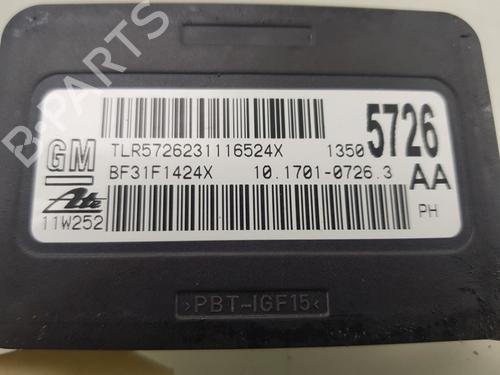 B-PARTS
GM
TLR5726231116524X
1350 5726
Ate
BF31F1424X
10.1701-0726.3
AA
11W252
PH
>PBT-IGF15<